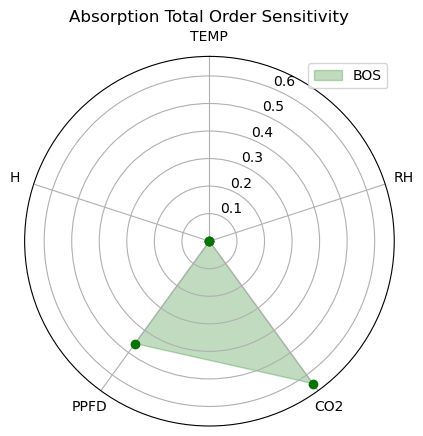 Absorption Total Order Sensitivity
TEMP
BOS
0.6
0.5
0.4
0.3
0.2
0.1
H
RH
PPFD
CO2